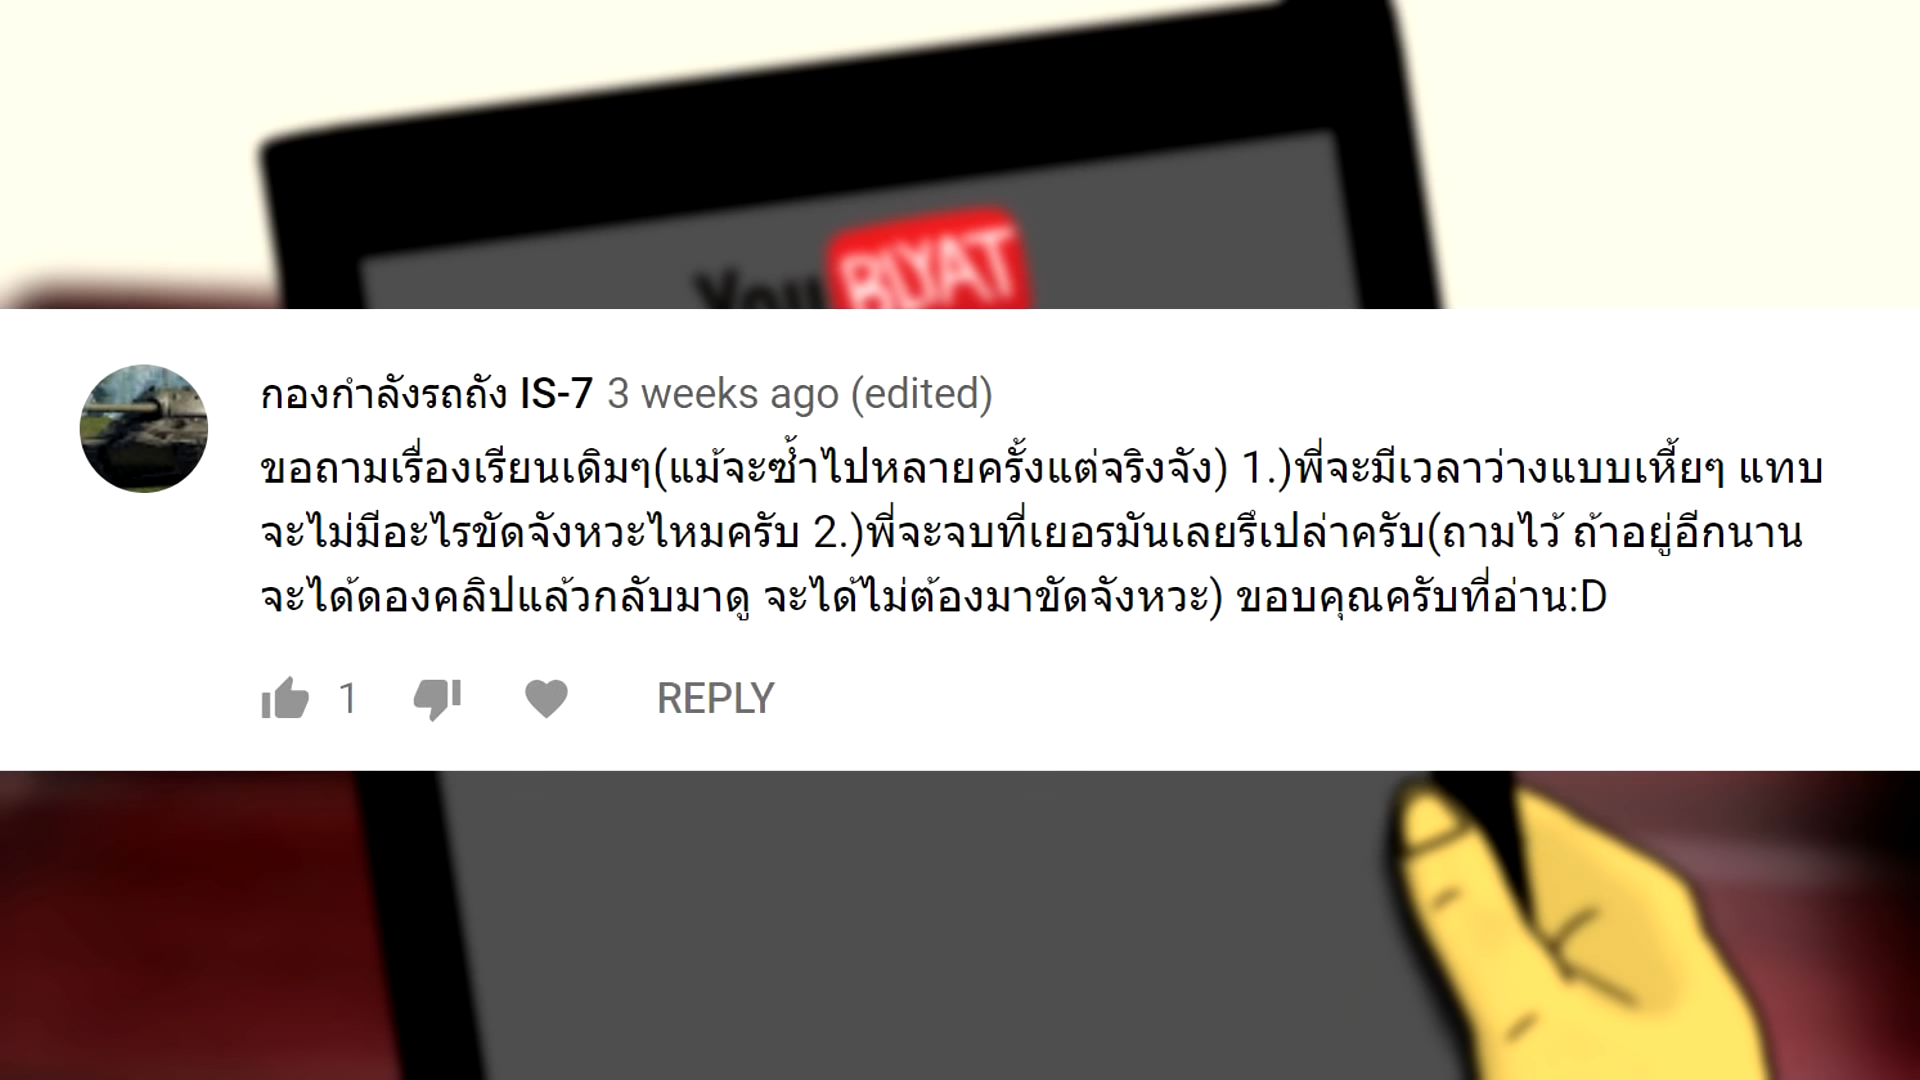 You BLYAT
กองกำลังรถถัง IS-7 3 weeks ago (edited)
ขอถามเรื่องเรียนเดิมๆ(แม้จะซ้ำไปหลายครั้งแต่จริงจัง) 1.)พี่จะมีเวลาว่างแบบเหี้ยๆ แทบ
จะไม่มีอะไรขัดจังหวะไหมครับ 2.)พี่จะจบที่เยอรมันเลยรึเปล่าครับ(ถามไว้ ถ้าอยู่อีกนาน
จะได้ดองคลิปแล้วกลับมาดู จะได้ไม่ต้องมาขัดจังหวะ) ขอบคุณครับที่อ่าน:D
1 REPLY